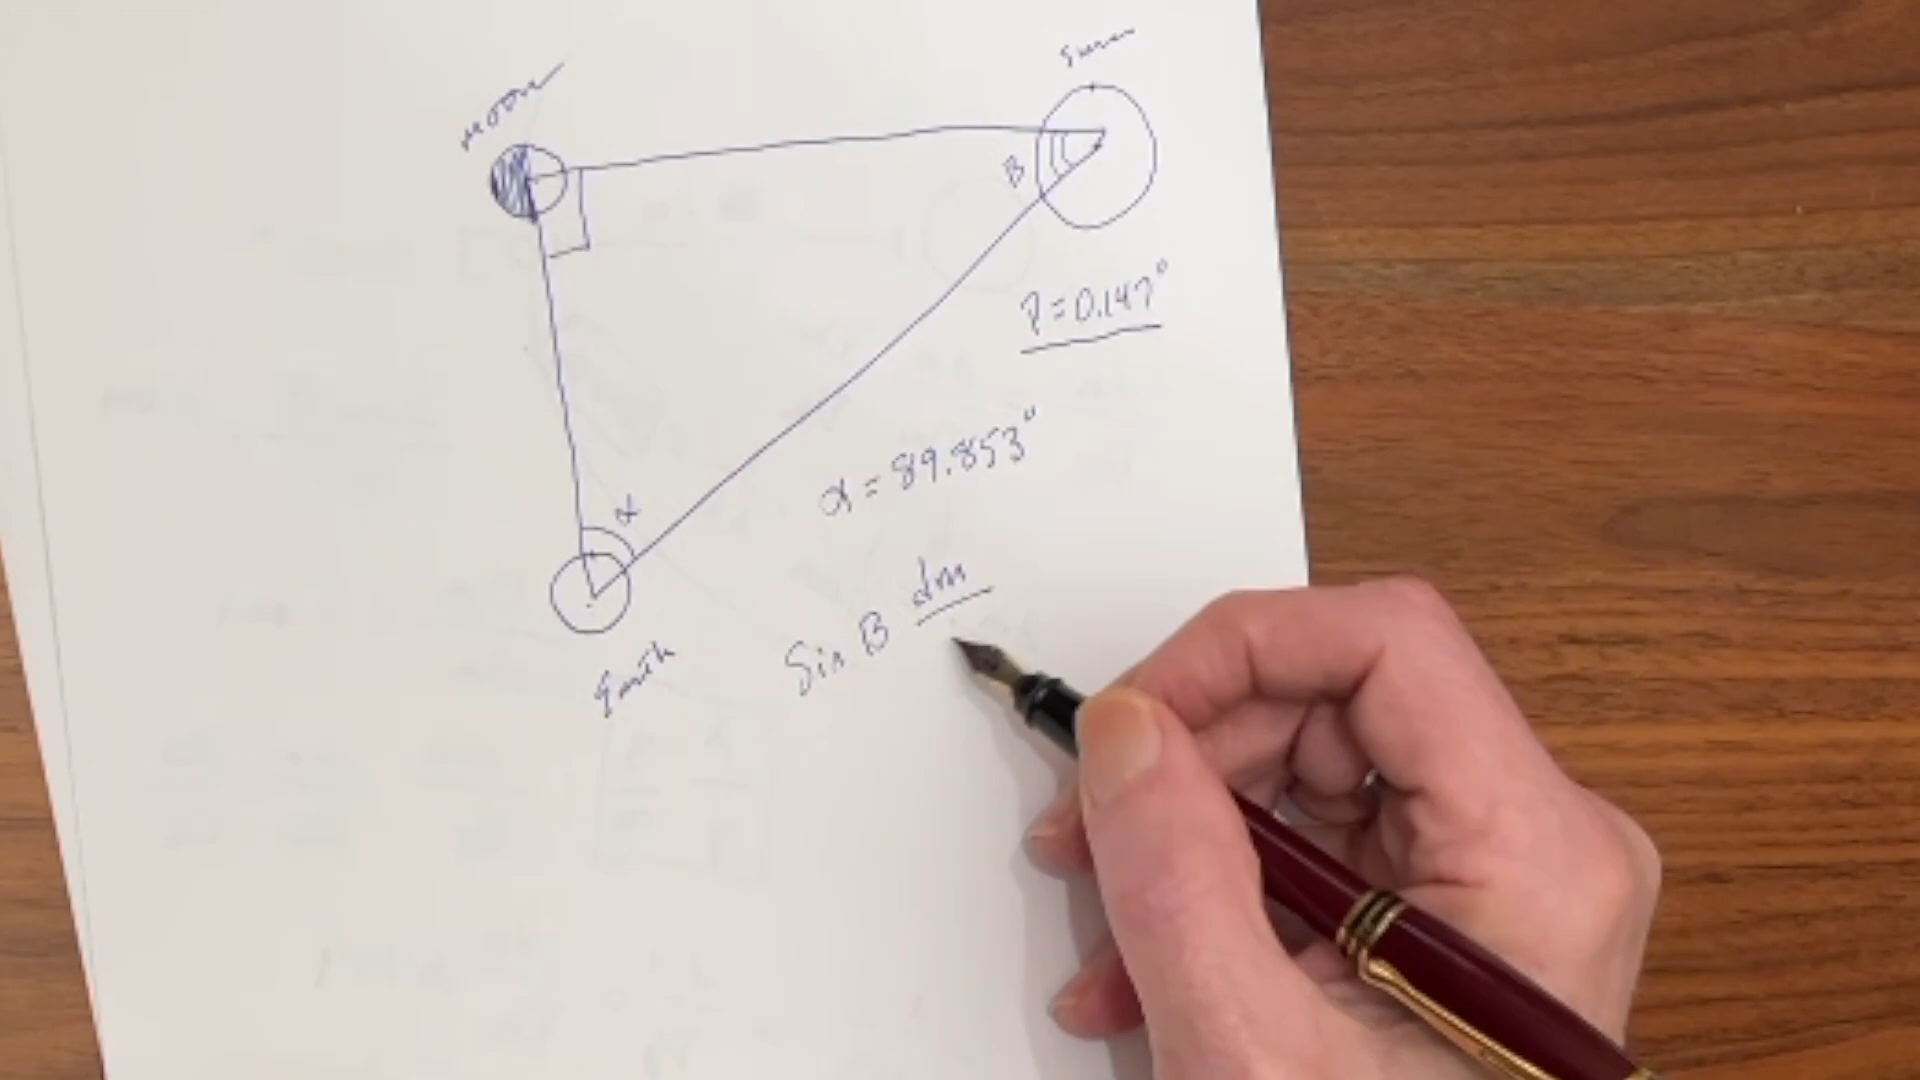 Moon
Sun
B
? = 0.147°
α = 89.853°
α
Sin B dm
Earth